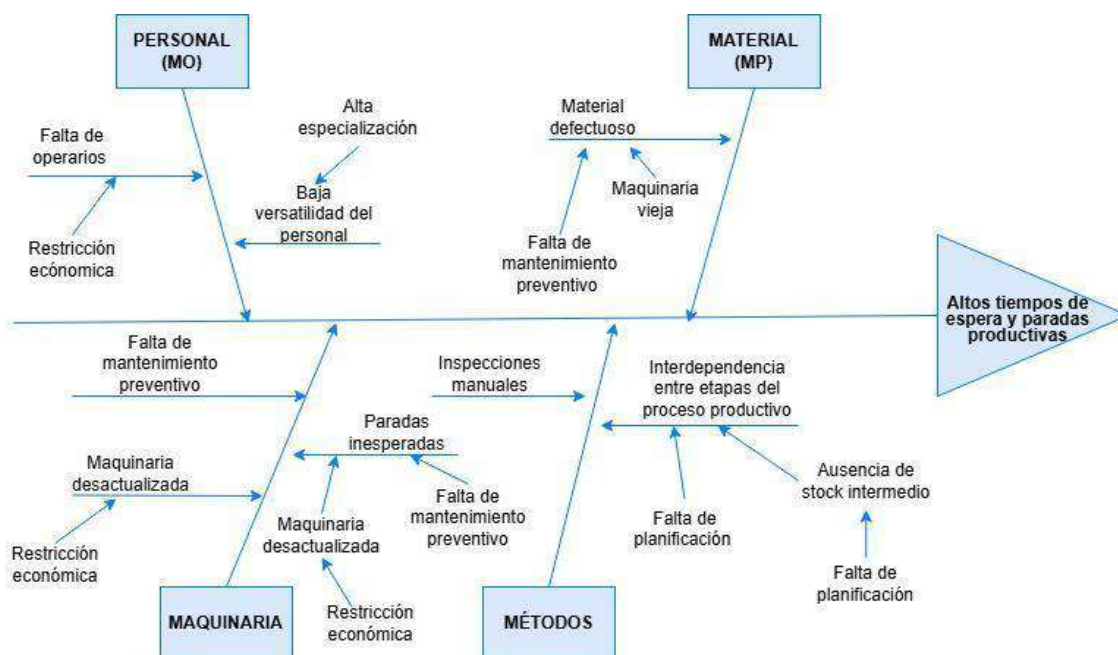 PERSONAL
(MO)
MATERIAL
(MP)
Falta de
operarios
Restricción
ecónomica
Alta
especialización
Baja
versatilidad del
personal
Material
defectuoso
Maquinaria
vieja
Falta de
mantenimiento
preventivo
Altos tiempos de
espera y paradas
productivas
Falta de
mantenimiento
preventivo
Maquinaria
desactualizada
Restricción
económica
Paradas
inesperadas
Maquinaria
desactualizada
Restricción
económica
Falta de
mantenimiento
preventivo
Inspecciones
manuales
Interdependencia
entre etapas del
proceso productivo
Falta de
planificación
Ausencia de
stock intermedio
Falta de
planificación
MAQUINARIA
MÉTODOS